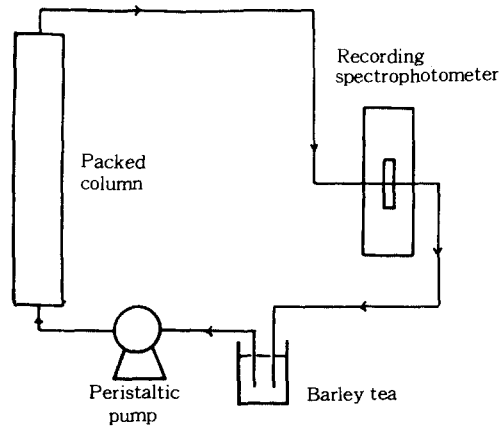 Recording
spectrophotometer
Packed
column
Peristaltic
pump
Barley tea